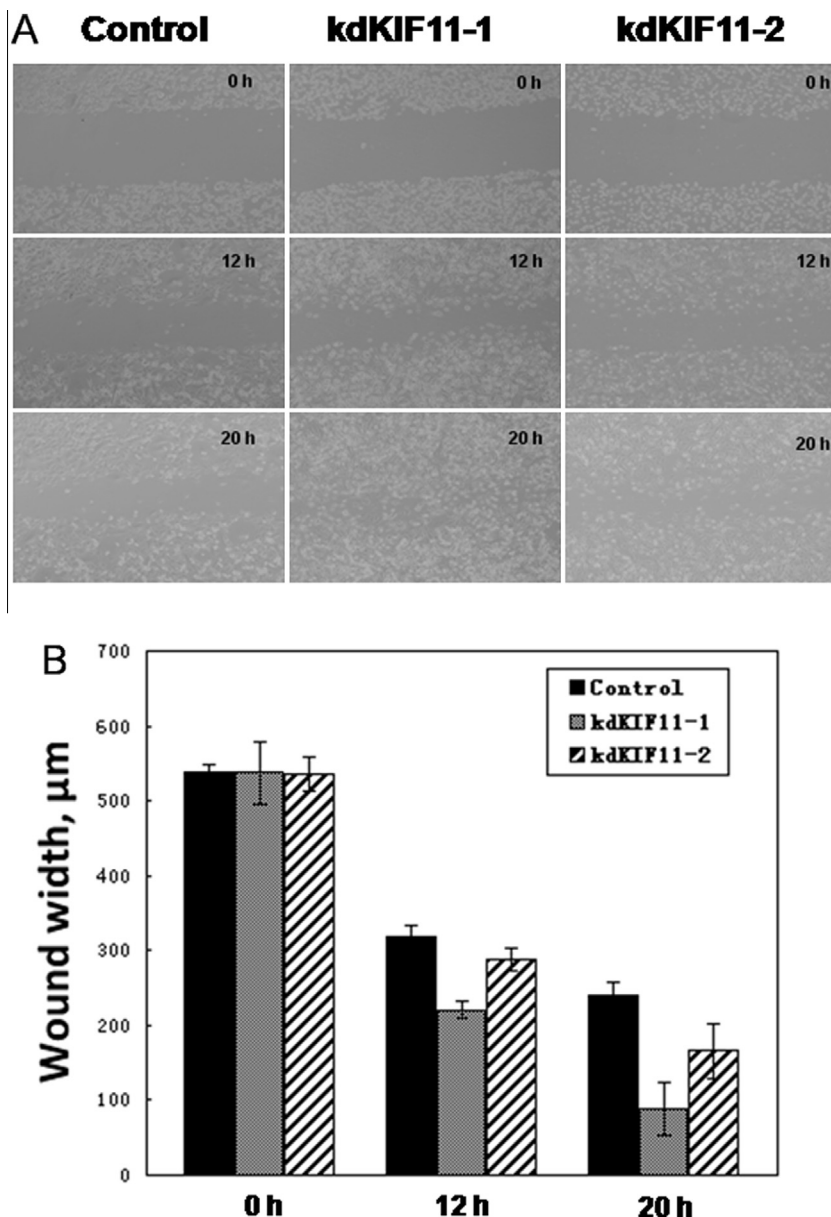 A
Control kdKIF11-1 kdKIF11-2
0 h 0 h 0 h
12 h 12 h 12 h
20 h 20 h 20 h
B
Wound width, µm
700
600
500
400
300
200
100
0
Control
kdKIF11-1
kdKIF11-2
0 h 12 h 20 h